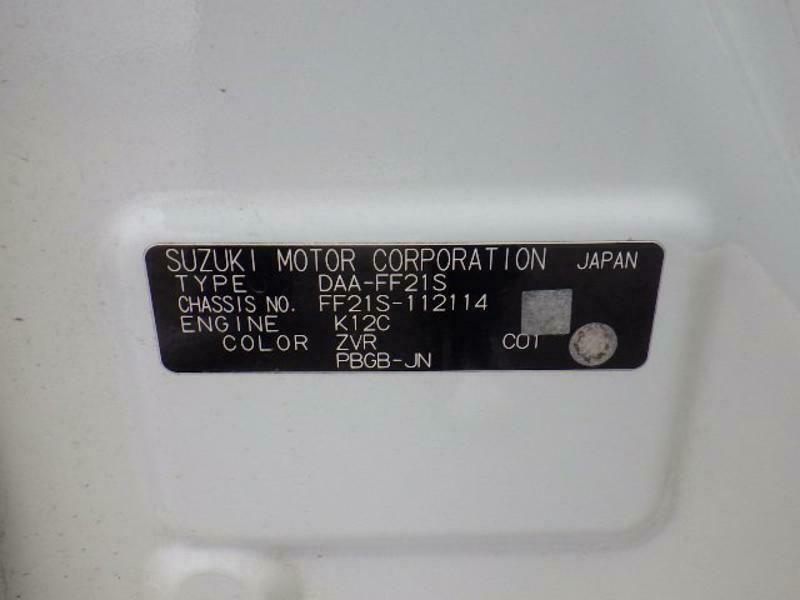 SUZUKI MOTOR CORPORATION JAPAN
TYPE DAA-FF21S
CHASSIS NO. FF21S-112114
ENGINE K12C
COLOR ZVR C01
PBGB-JN